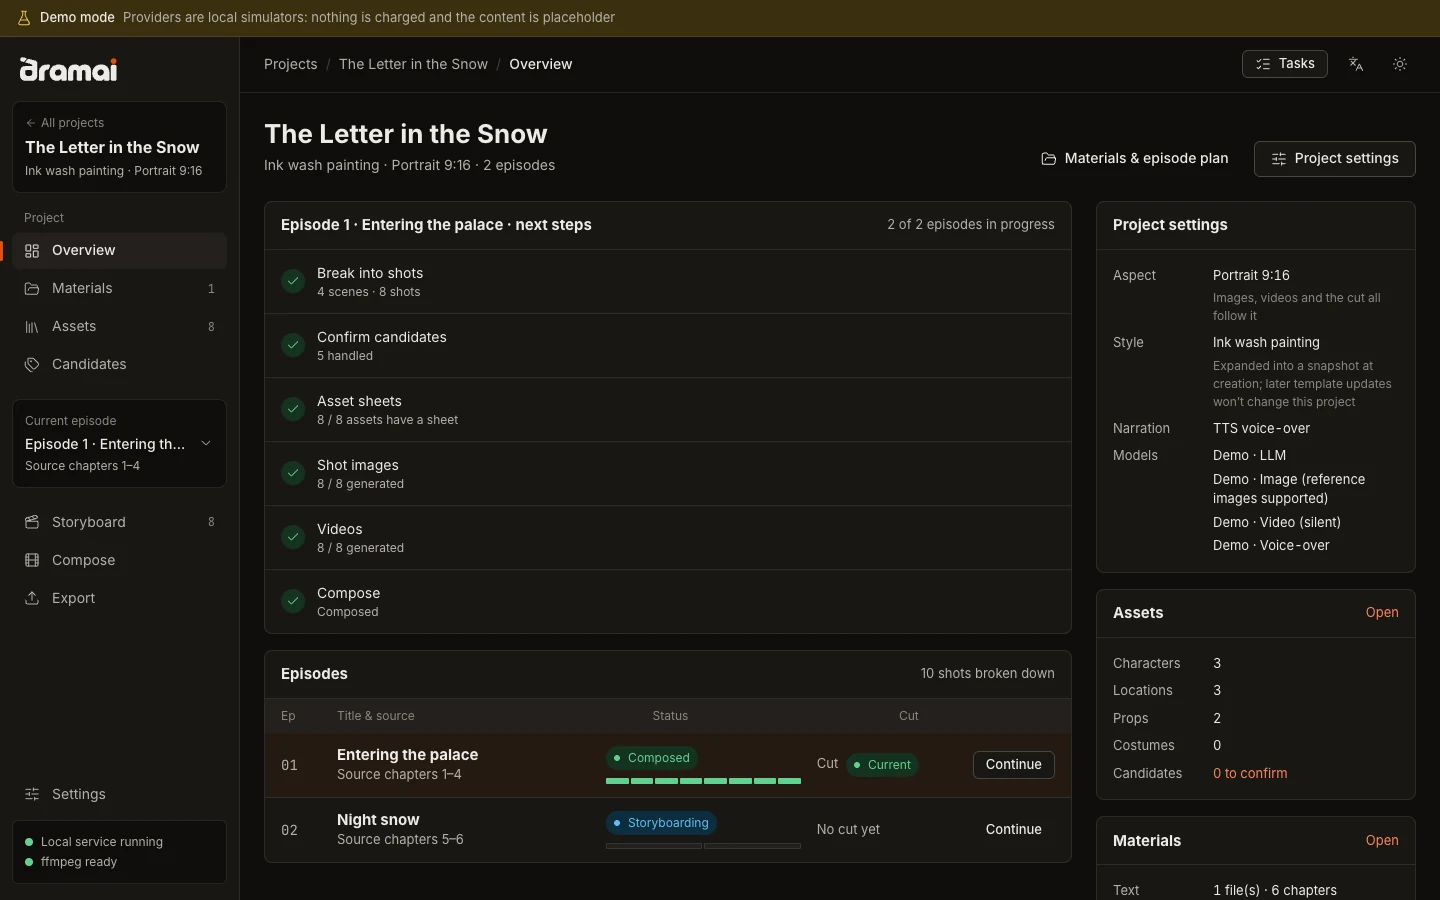 Demo mode Providers are local simulators: nothing is charged and the content is placeholder
aramai
All projects
The Letter in the Snow
Ink wash painting · Portrait 9:16
Project
Overview
Materials 1
Assets 8
Candidates
Current episode
Episode 1 · Entering th...
Source chapters 1–4
Storyboard 8
Compose
Export
Settings
Local service running
ffmpeg ready
Projects / The Letter in the Snow / Overview
Tasks
The Letter in the Snow
Ink wash painting · Portrait 9:16 · 2 episodes
Materials & episode plan
Project settings
Episode 1 · Entering the palace · next steps 2 of 2 episodes in progress
Break into shots
4 scenes · 8 shots
Confirm candidates
5 handled
Asset sheets
8 / 8 assets have a sheet
Shot images
8 / 8 generated
Videos
8 / 8 generated
Compose
Composed
Episodes 10 shots broken down
Ep Title & source Status Cut
01 Entering the palace Composed Cut Current Continue
Source chapters 1–4
02 Night snow Storyboarding No cut yet Continue
Source chapters 5–6
Project settings
Aspect Portrait 9:16
Images, videos and the cut all
follow it
Style Ink wash painting
Expanded into a snapshot at
creation; later template updates
won't change this project
Narration TTS voice-over
Models Demo · LLM
Demo · Image (reference
images supported)
Demo · Video (silent)
Demo · Voice-over
Assets Open
Characters 3
Locations 3
Props 2
Costumes 0
Candidates 0 to confirm
Materials Open
Text 1 file(s) · 6 chapters